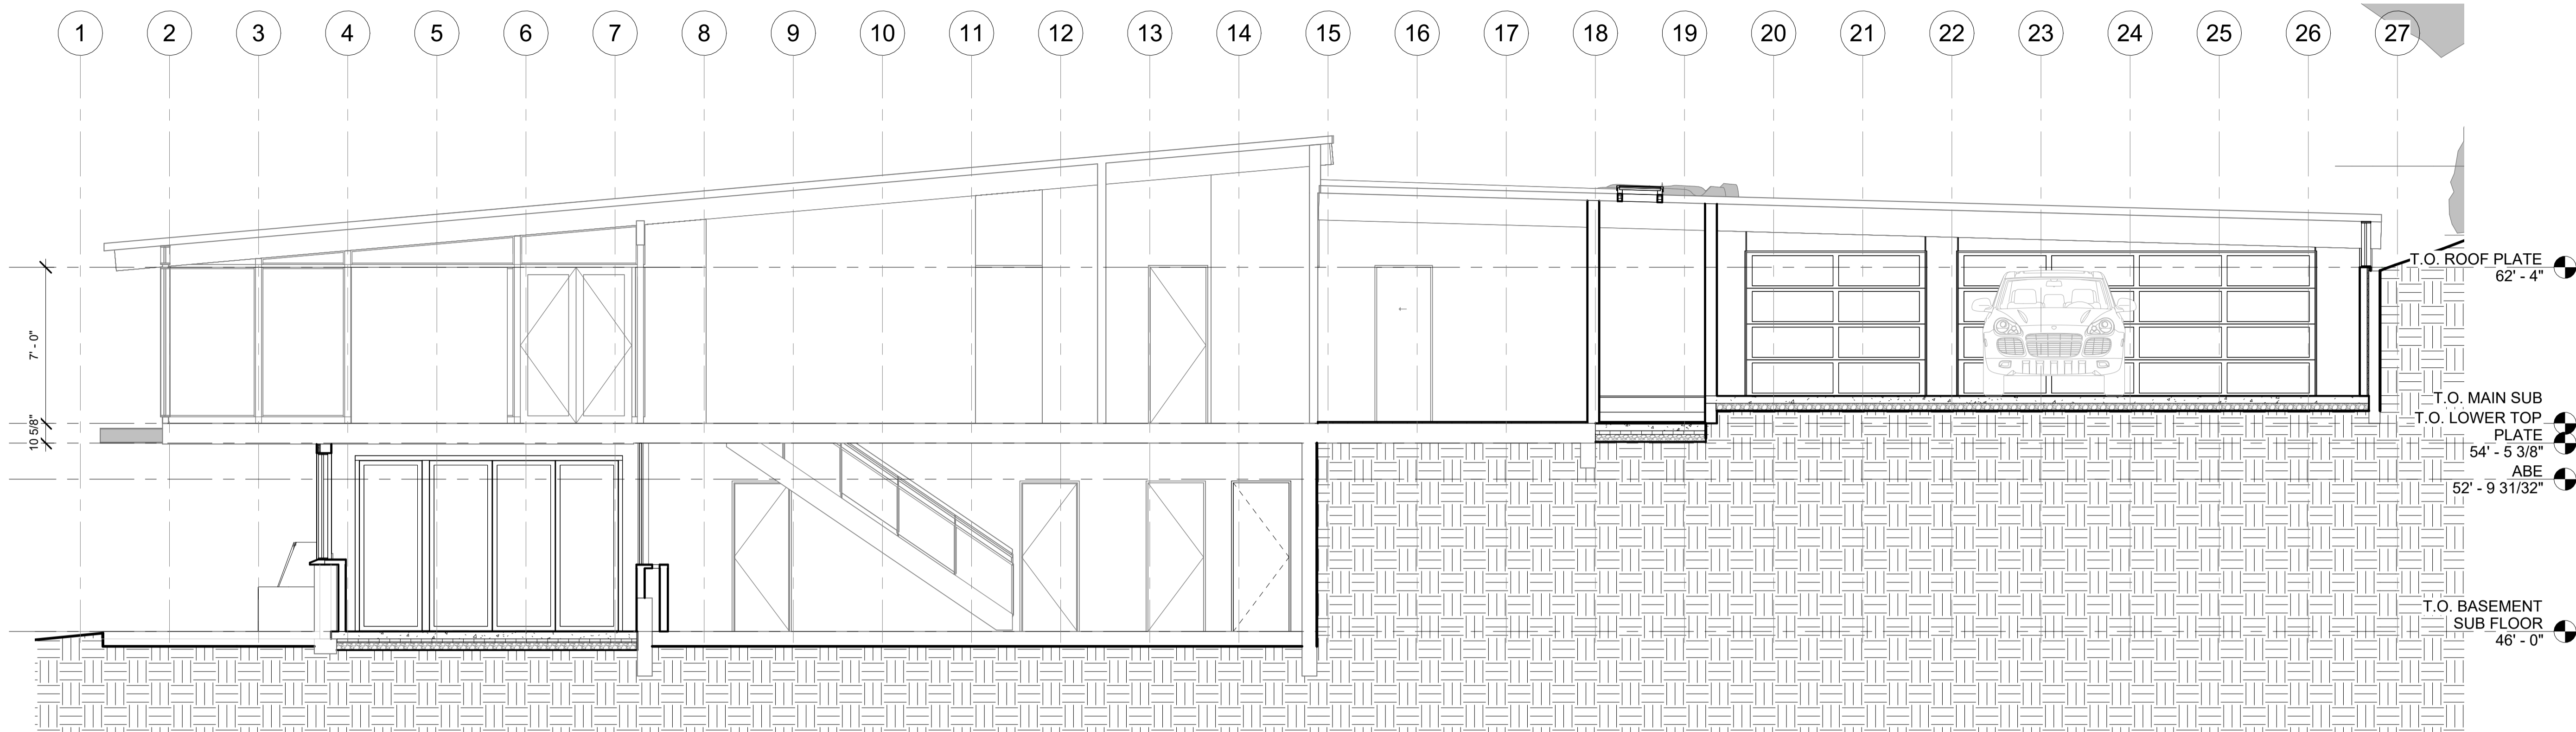 1 2 3 4 5 6 7 8 9 10 11 12 13 14 15 16 17 18 19 20 21 22 23 24 25 26 27
T.O. ROOF PLATE
62' - 4"
7' - 0"
10 5/8"
T.O. MAIN SUB
T.O. LOWER TOP
PLATE
54' - 5 3/8"
ABE
52' - 9 31/32"
T.O. BASEMENT
SUB FLOOR
46' - 0"